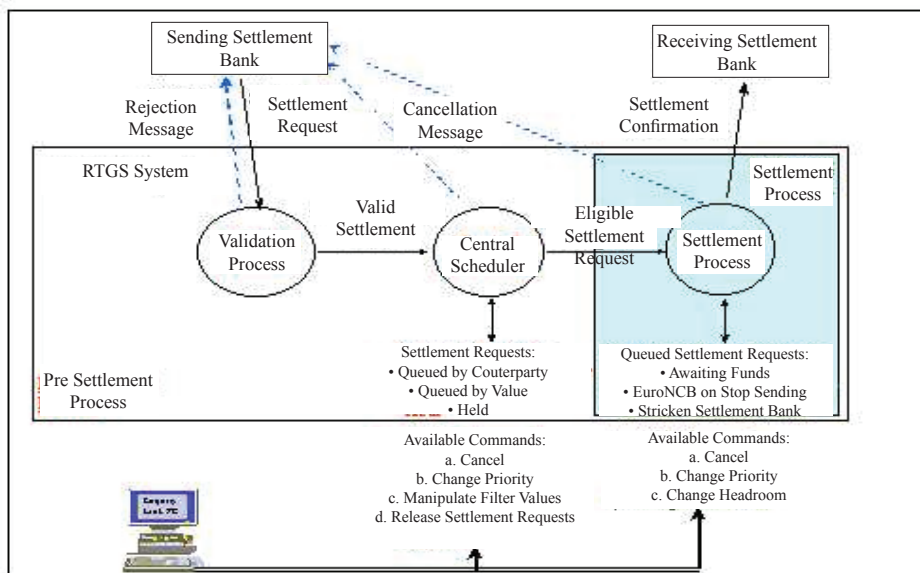 Sending Settlement
Bank
Receiving Settlement
Bank
Rejection
Message
Settlement
Request
Cancellation
Message
Settlement
Confirmation
RTGS System
Settlement
Process
Validation
Process
Valid
Settlement
Central
Scheduler
Eligible
Settlement
Request
Settlement
Process
Pre Settlement
Process
Settlement Requests:
• Queued by Couterparty
• Queued by Value
• Held
Queued Settlement Requests:
• Awaiting Funds
• EuroNCB on Stop Sending
• Stricken Settlement Bank
Available Commands:
a. Cancel
b. Change Priority
c. Manipulate Filter Values
d. Release Settlement Requests
Available Commands:
a. Cancel
b. Change Priority
c. Change Headroom